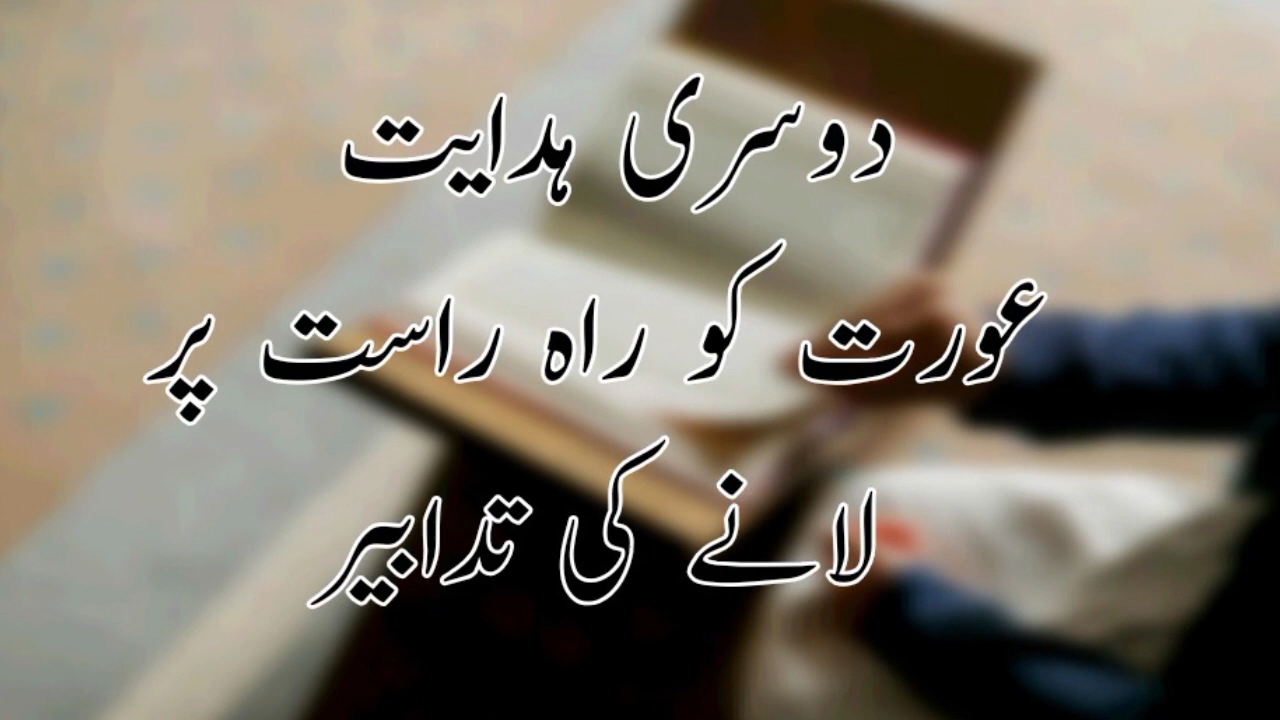 دوسری ہدایت
عورت کو راہ راست پر
لانے کی تدابیر